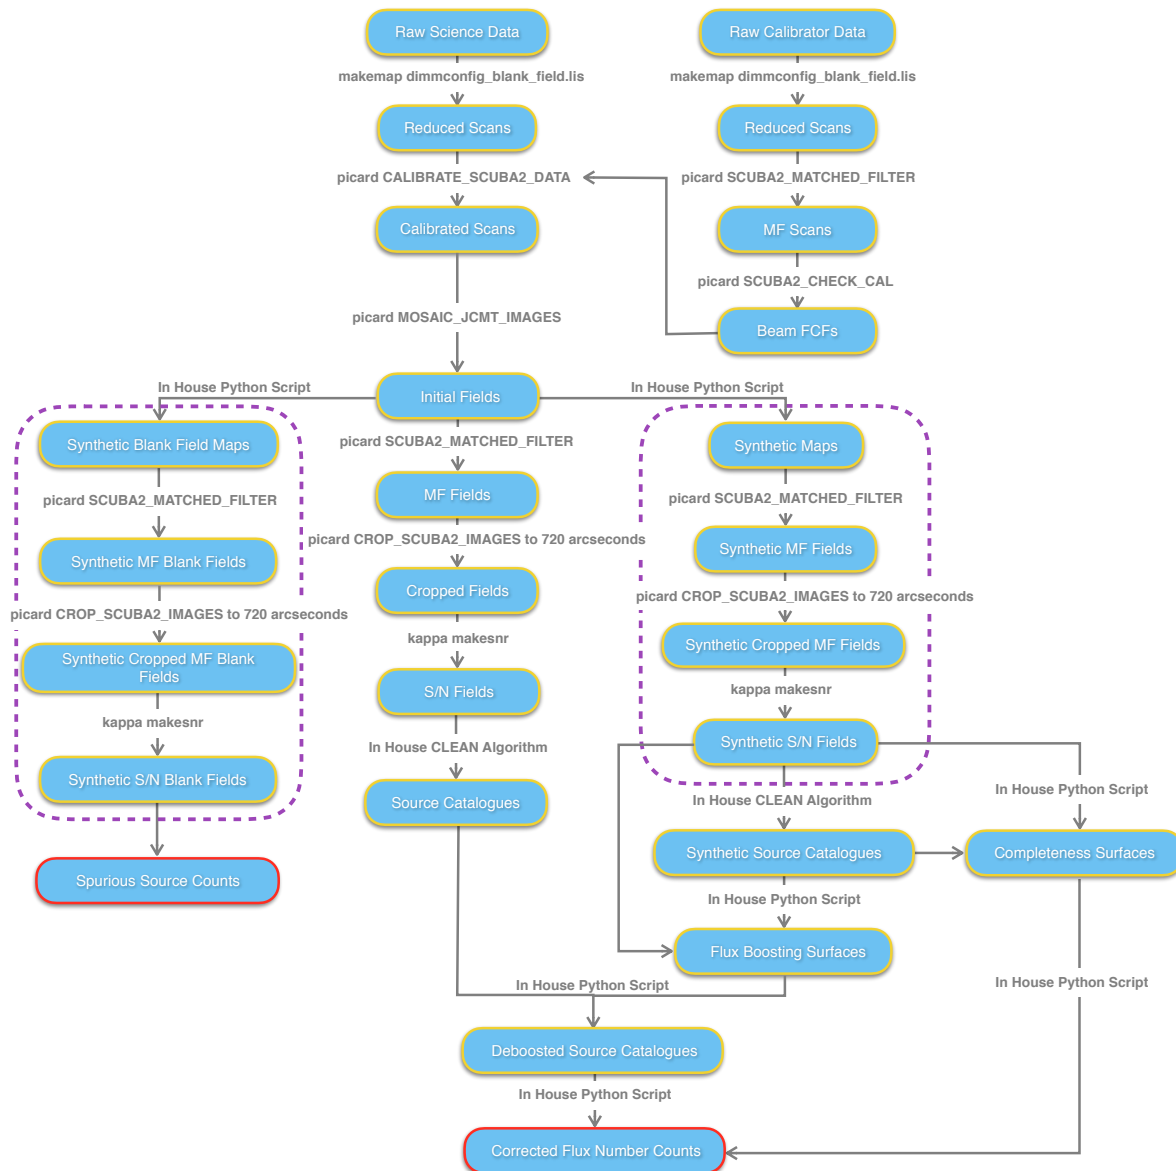 Raw Science Data
Raw Calibrator Data
makemap dimmconfig_blank_field.lis
makemap dimmconfig_blank_field.lis
Reduced Scans
Reduced Scans
picard CALIBRATE_SCUBA2_DATA
picard SCUBA2_MATCHED_FILTER
Calibrated Scans
MF Scans
picard SCUBA2_CHECK_CAL
picard MOSAIC_JCMT_IMAGES
Beam FCFs
In House Python Script
Initial Fields
In House Python Script
Synthetic Blank Field Maps
picard SCUBA2_MATCHED_FILTER
Synthetic Maps
picard SCUBA2_MATCHED_FILTER
MF Fields
picard SCUBA2_MATCHED_FILTER
Synthetic MF Blank Fields
picard CROP_SCUBA2_IMAGES to 720 arcseconds
Synthetic MF Fields
picard CROP_SCUBA2_IMAGES to 720 arcseconds
Cropped Fields
picard CROP_SCUBA2_IMAGES to 720 arcseconds
Synthetic Cropped MF Blank
Fields
kappa makesnr
Synthetic Cropped MF Fields
kappa makesnr
S/N Fields
kappa makesnr
Synthetic S/N Blank Fields
In House CLEAN Algorithm
Synthetic S/N Fields
Source Catalogues
In House CLEAN Algorithm
In House Python Script
Spurious Source Counts
Synthetic Source Catalogues
Completeness Surfaces
In House Python Script
Flux Boosting Surfaces
In House Python Script
In House Python Script
Deboosted Source Catalogues
In House Python Script
Corrected Flux Number Counts